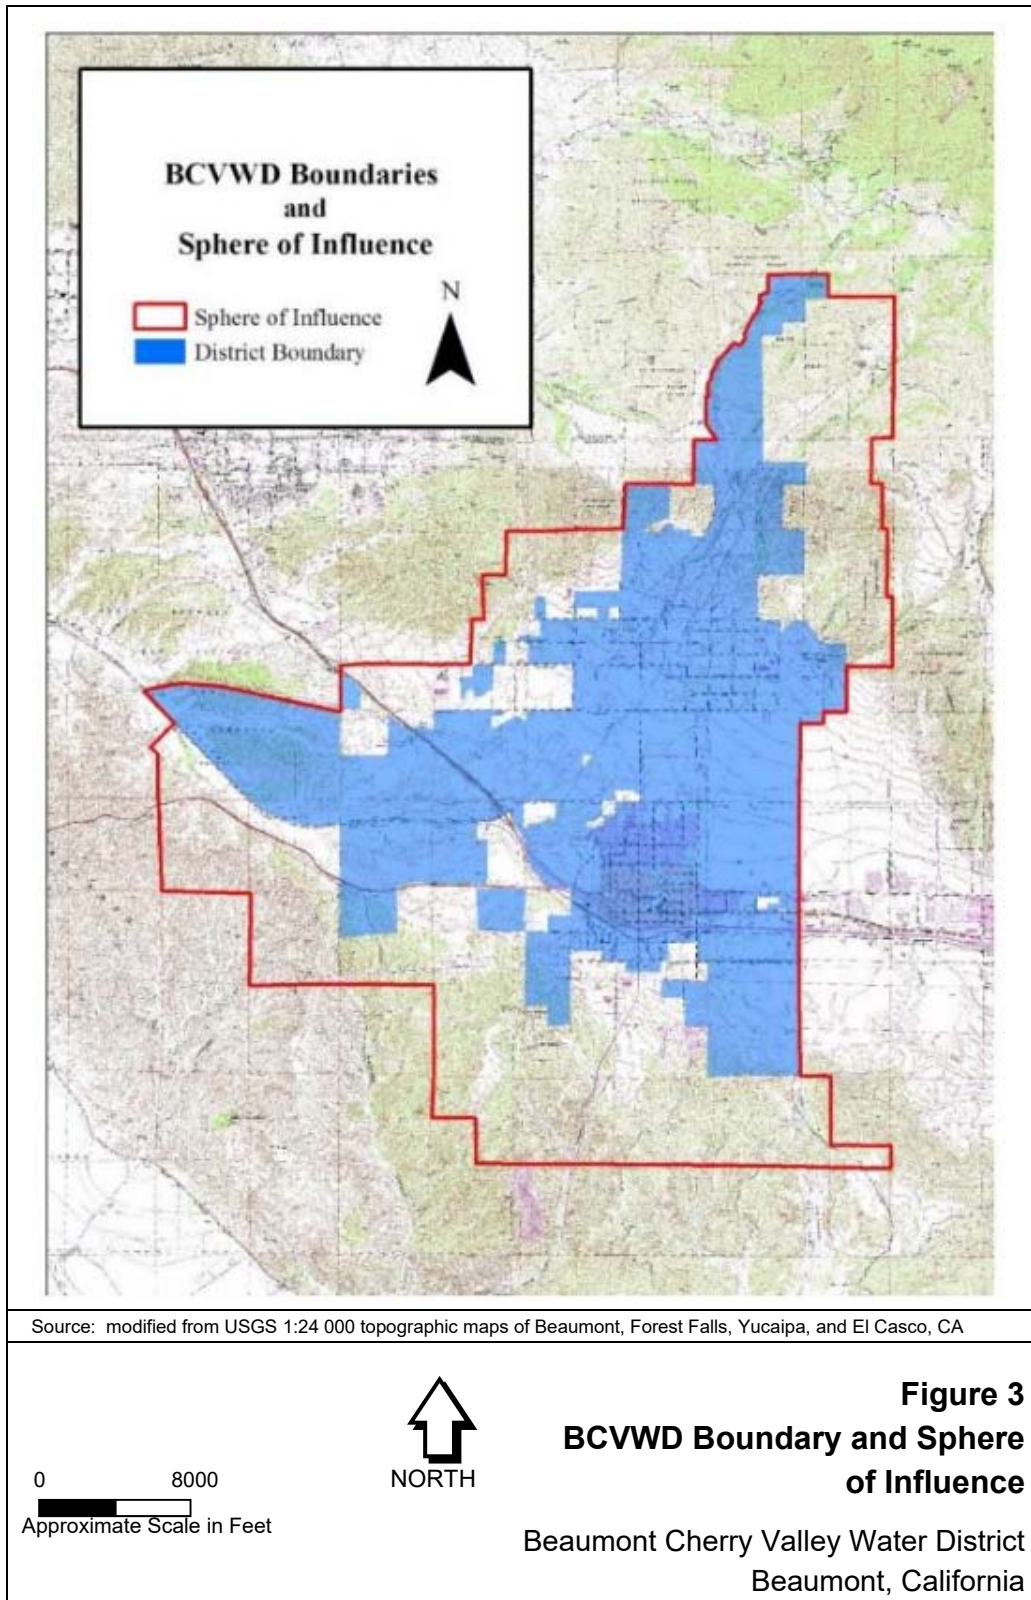 BCVWD Boundaries
and
Sphere of Influence
N
Sphere of Influence
District Boundary
Source: modified from USGS 1:24 000 topographic maps of Beaumont, Forest Falls, Yucaipa, and El Casco, CA
0 8000
Approximate Scale in Feet
NORTH
Figure 3
BCVWD Boundary and Sphere
of Influence
Beaumont Cherry Valley Water District
Beaumont, California